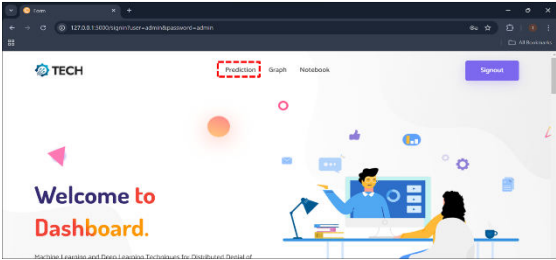 Team
127.0.0.1:5000/signin?user=admin&password=admin
All Bookmarks
TECH
Prediction Graph Notebook
Signout
Welcome to
Dashboard.
Machine Learning and Deep Learning Techniques for Distributed Denial of